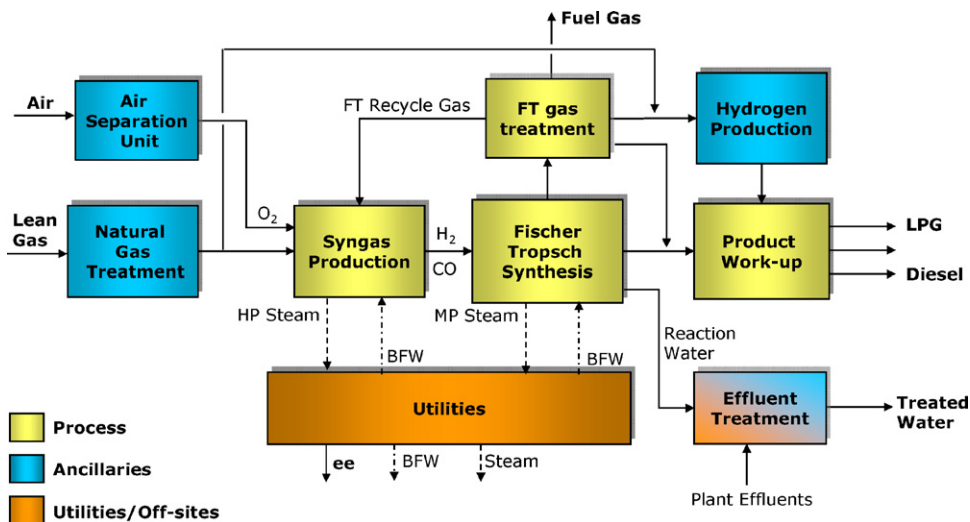 Fuel Gas
Air
Air
Separation
Unit
FT Recycle Gas
FT gas
treatment
Hydrogen
Production
Lean
Gas
Natural
Gas
Treatment
O2
Syngas
Production
H2
CO
Fischer
Tropsch
Synthesis
Product
Work-up
LPG
Diesel
HP Steam
BFW
MP Steam
BFW
Reaction
Water
Utilities
Effluent
Treatment
Treated
Water
ee
BFW
Steam
Plant Effluents
Process
Ancillaries
Utilities/Off-sites